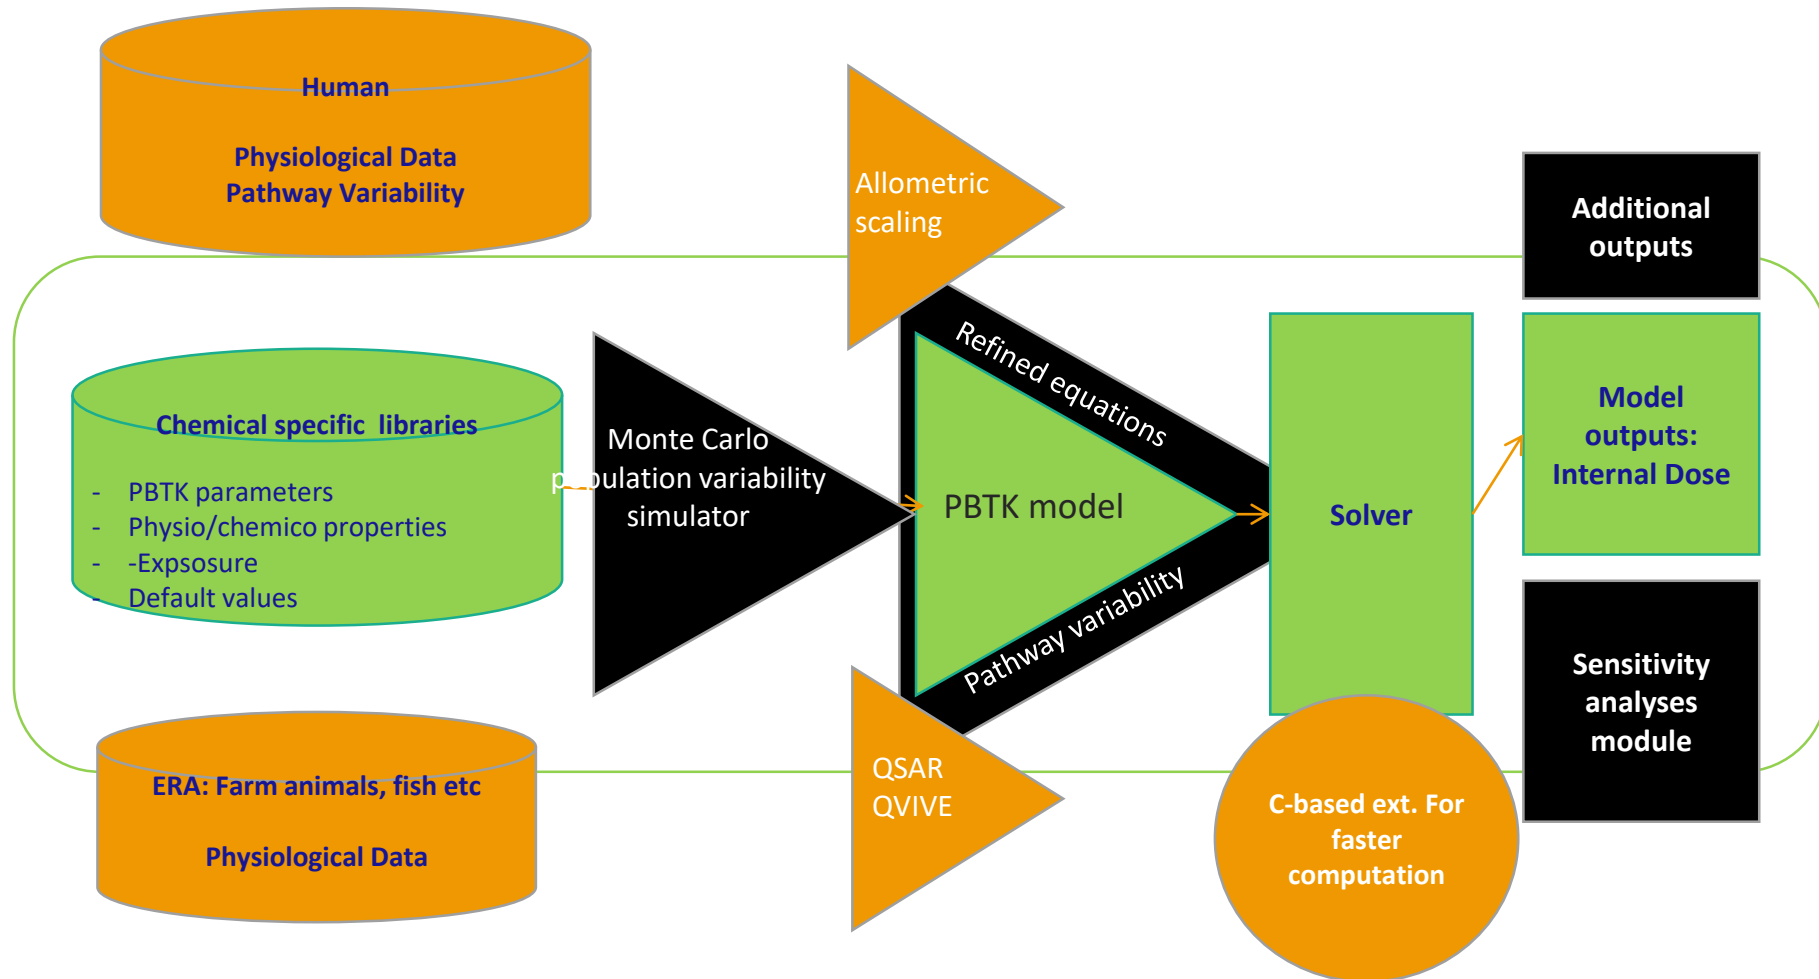 Human
Physiological Data
Pathway Variability
Allometric
scaling
Additional
outputs
Refined equations
Chemical specific  libraries
- PBTK parameters
- Physio/chemico properties
- -Expsosure
- Default values
Monte Carlo
population variability
simulator
PBTK model
Solver
Model
outputs:
Internal Dose
Pathway variability
Sensitivity
analyses
module
ERA: Farm animals, fish etc
Physiological Data
QSAR
QVIVE
C-based ext. For
faster
computation